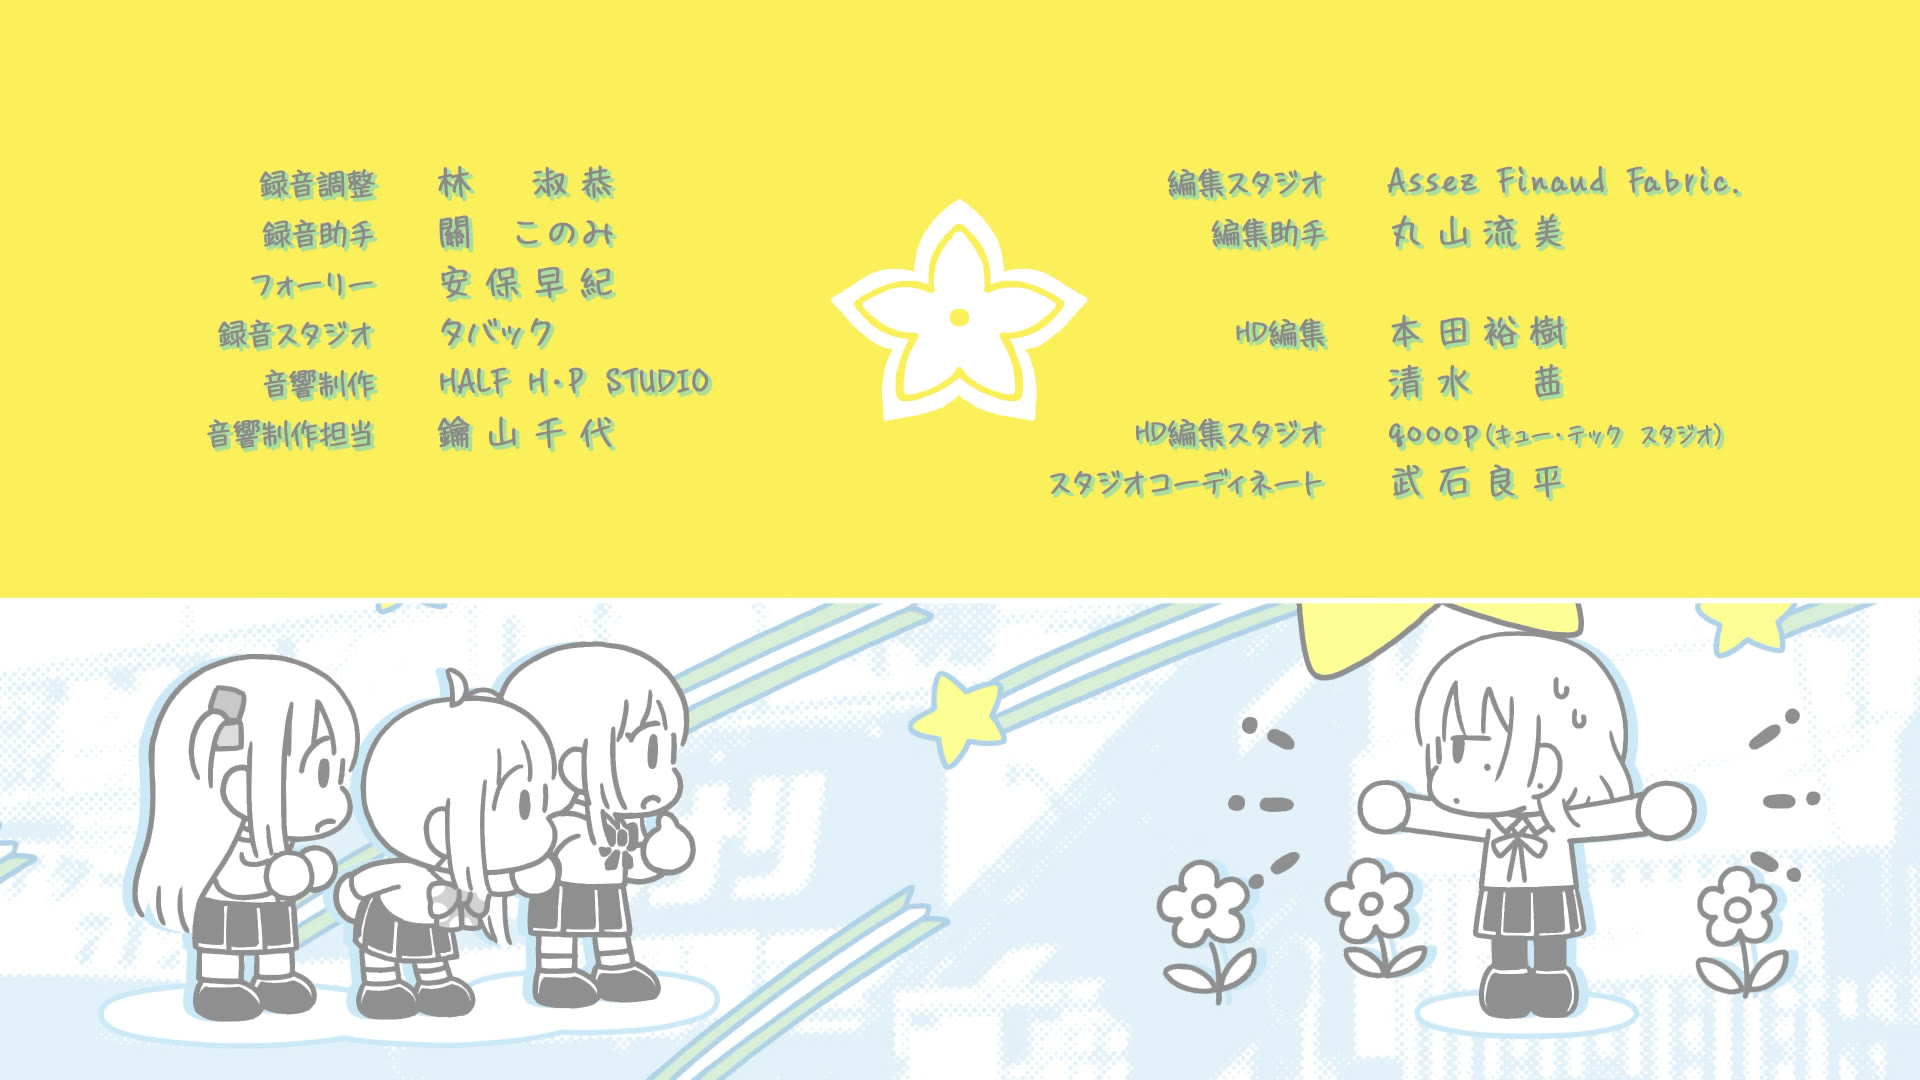 録音調整 林 淑恭
録音助手 關 このみ
フォーリー 安保早紀
録音スタジオ タバック
音響制作 HALF H・P STUDIO
音響制作担当 鑰山千代
編集スタジオ Assez Finaud Fabric.
編集助手 丸山流美
HD編集 本田裕樹
清水 茜
HD編集スタジオ q000p(キュー・テック スタジオ)
スタジオコーディネート 武石良平